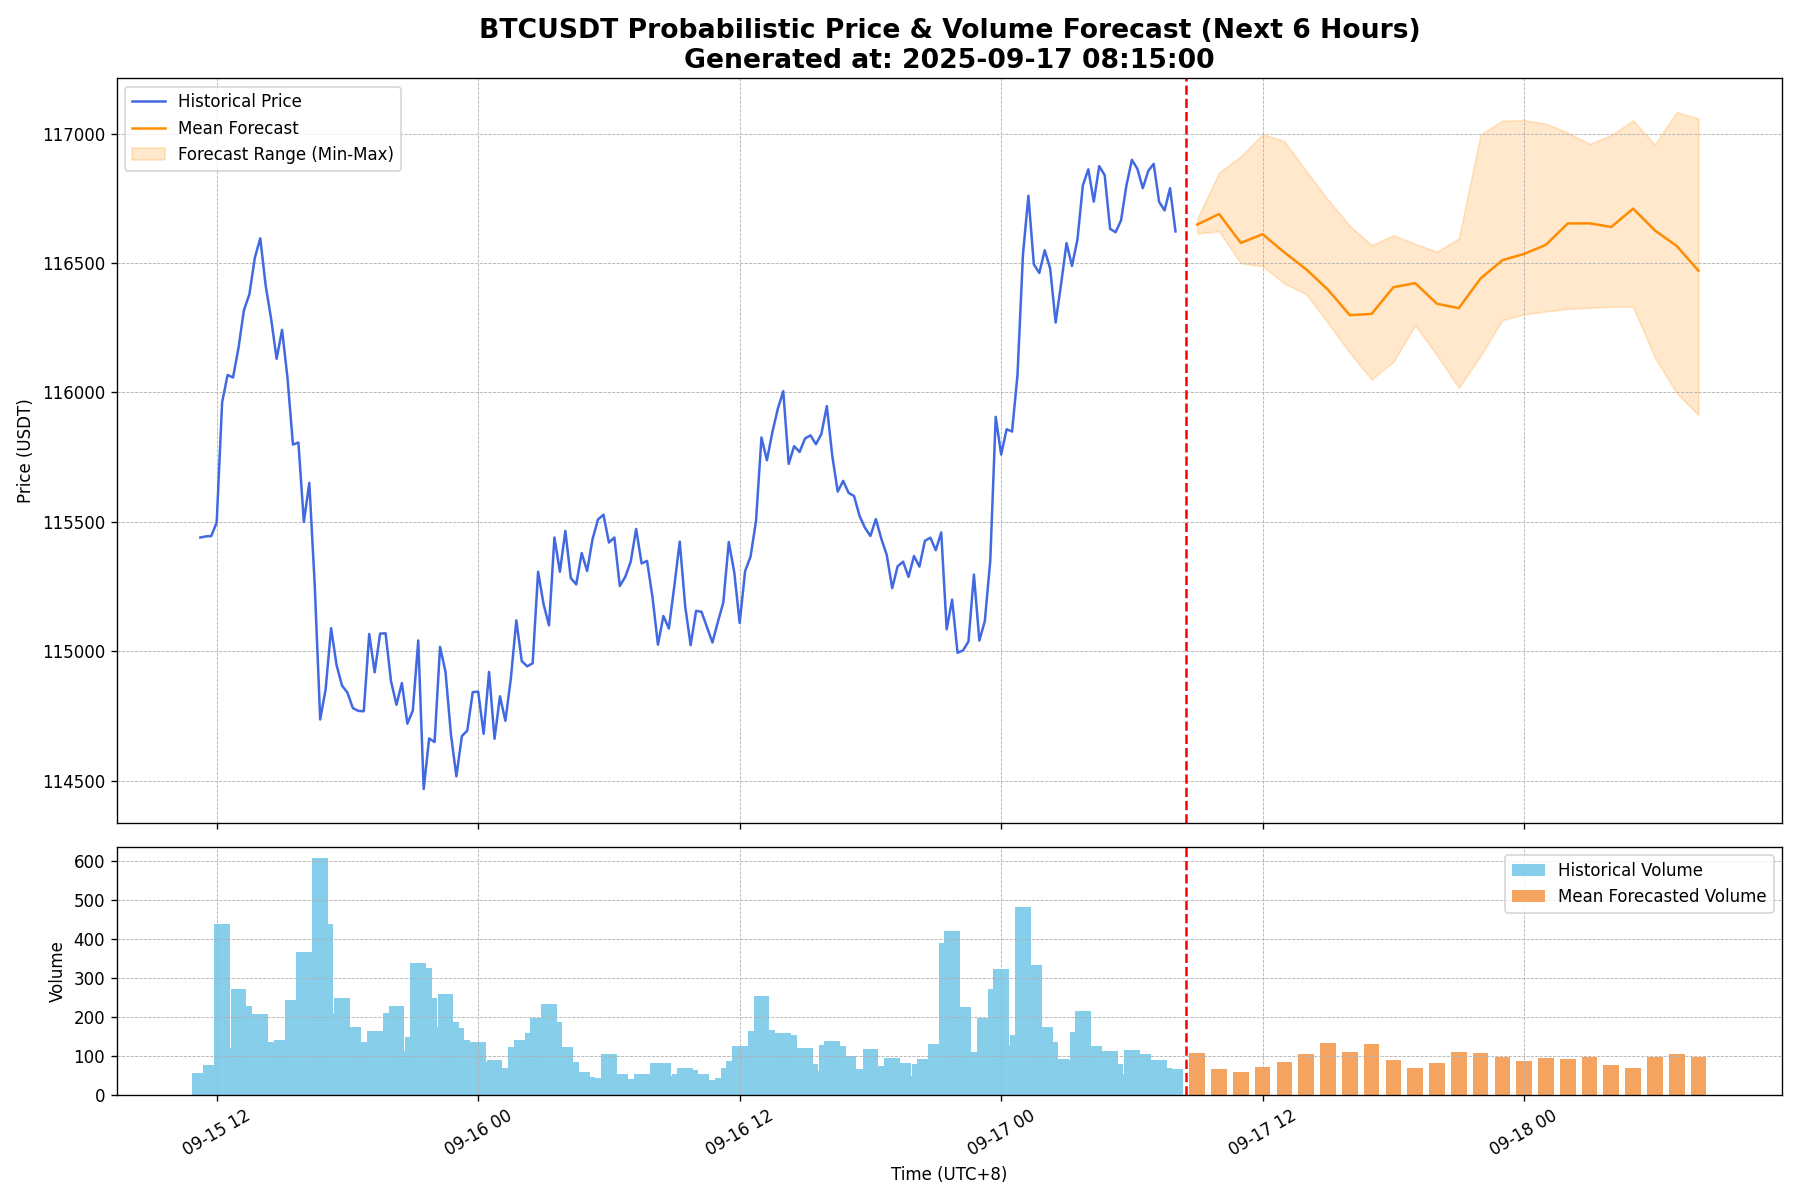 BTCUSDT Probabilistic Price & Volume Forecast (Next 6 Hours)
Generated at: 2025-09-17 08:15:00
Historical Price
Mean Forecast
Forecast Range (Min-Max)
117000
116500
116000
115500
115000
114500
Price (USDT)
Historical Volume
Mean Forecasted Volume
600
500
400
300
200
100
0
Volume
09-15 12
09-16 00
09-16 12
09-17 00
09-17 12
09-18 00
Time (UTC+8)